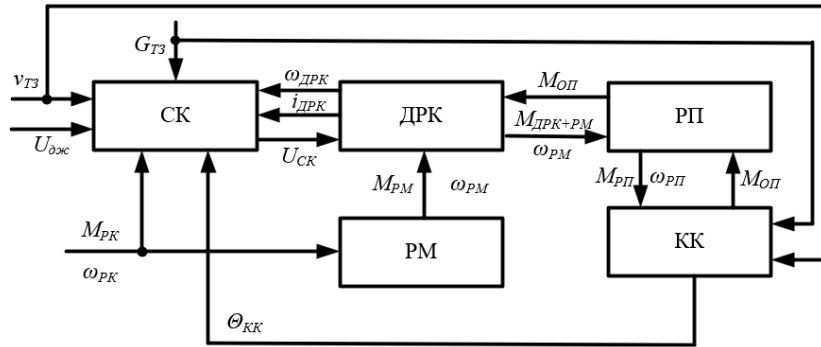 G_ТЗ
v_ТЗ
ω_ДРК
M_ОП
i_ДРК
СК
ДРК
M_ДРК+РМ
РП
U_дж
U_СК
ω_РМ
M_РМ
ω_РМ
M_РП
ω_РП
M_ОП
M_РК
РМ
КК
ω_РК
Θ_КК